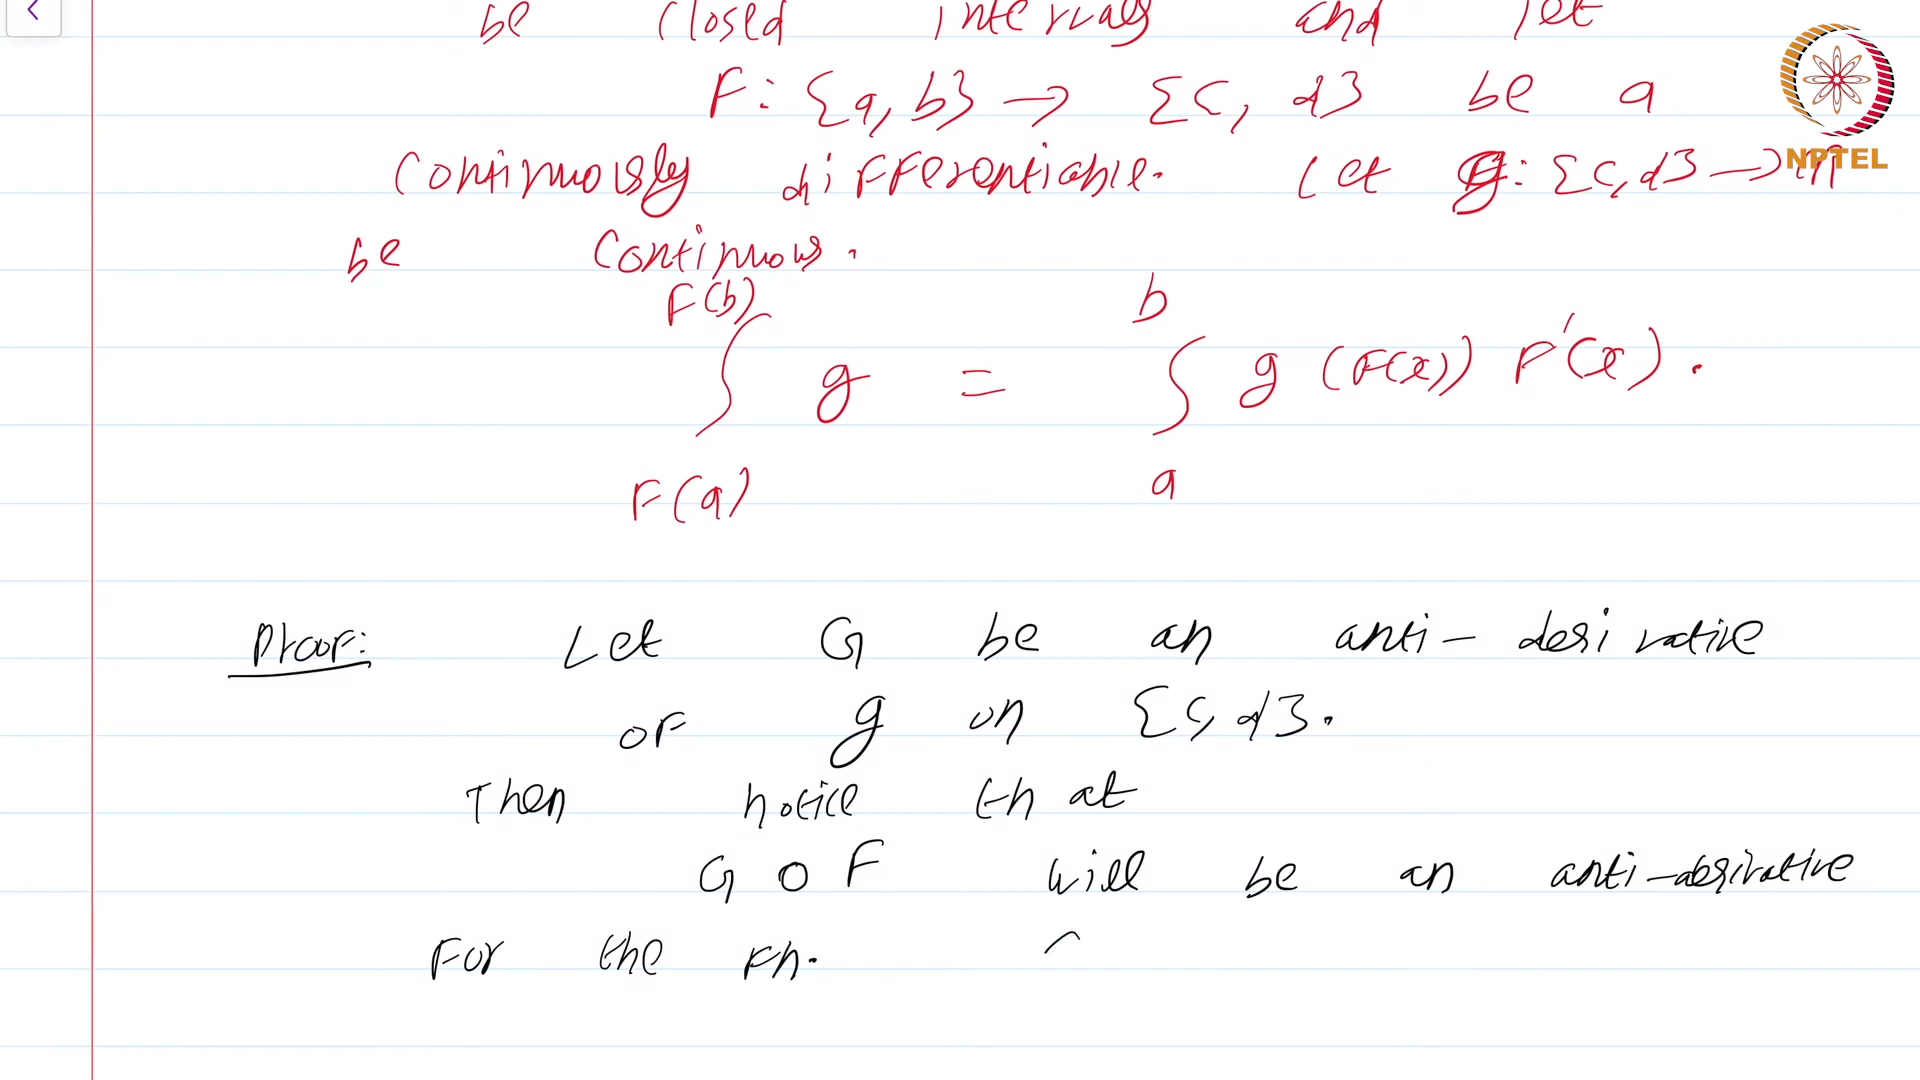 be closed intervals and let
F: [a, b] → [c, d] be a
continuously differentiable. Let g: [c, d] → ℝ
be continuous.
∫_{F(a)}^{F(b)} g = ∫_a^b g(F(x)) F'(x).
Proof: Let G be an anti-derivative
of g on [c, d].
Then notice that
G ∘ F will be an anti-derivative
For the Fn.
NPTEL